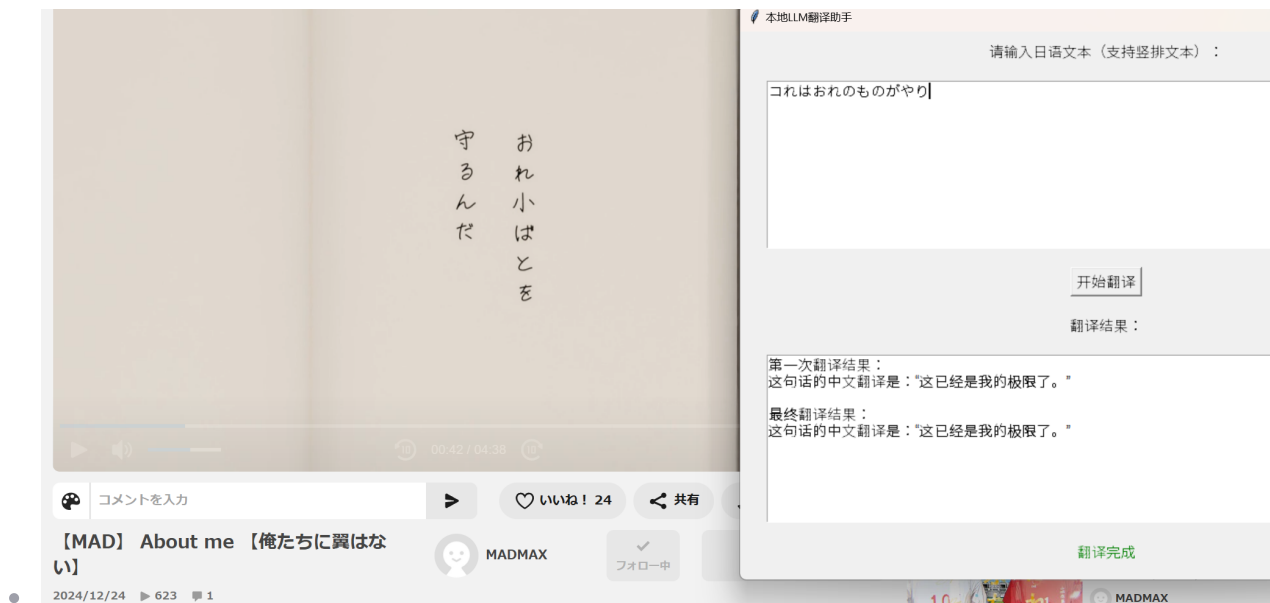 おれ小ばとを
守るんだ
00:42 / 04:38
コメントを入力
いいね！ 24
共有
【MAD】 About me 【俺たちに翼はな
い】
MADMAX
フォロー中
2024/12/24 623 1
本地LLM翻译助手
请输入日语文本（支持竖排文本）：
コれはおれのものがやり
开始翻译
翻译结果：
第一次翻译结果：
这句话的中文翻译是：“这已经是我的极限了。”
最终翻译结果：
这句话的中文翻译是：“这已经是我的极限了。”
翻译完成
MADMAX